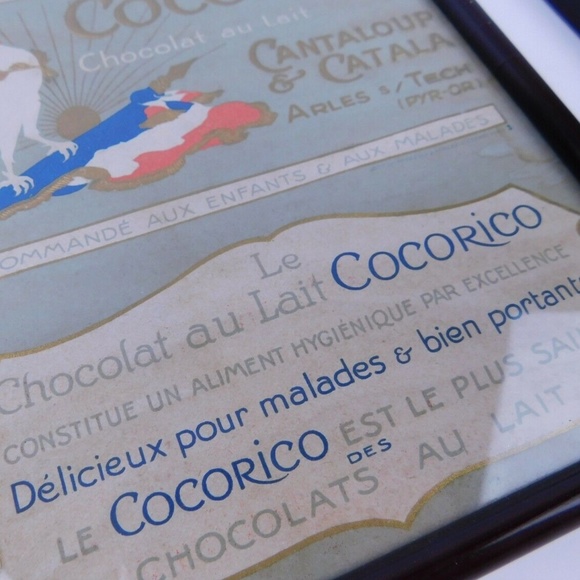 Chocolat au lait
CANTALOUP
& CATALA
ARLES s/ TECH
(PYR-OR
AUX ENFANTS & AUX MALADES
Le
Chocolat au Lait COCORICO
CONSTITUE UN ALIMENT HYGIÉNIQUE PAR EXCELLENCE
Délicieux pour malades & bien portants
LE COCORICO EST LE PLUS SAIN
DES CHOCOLATS AU LAIT